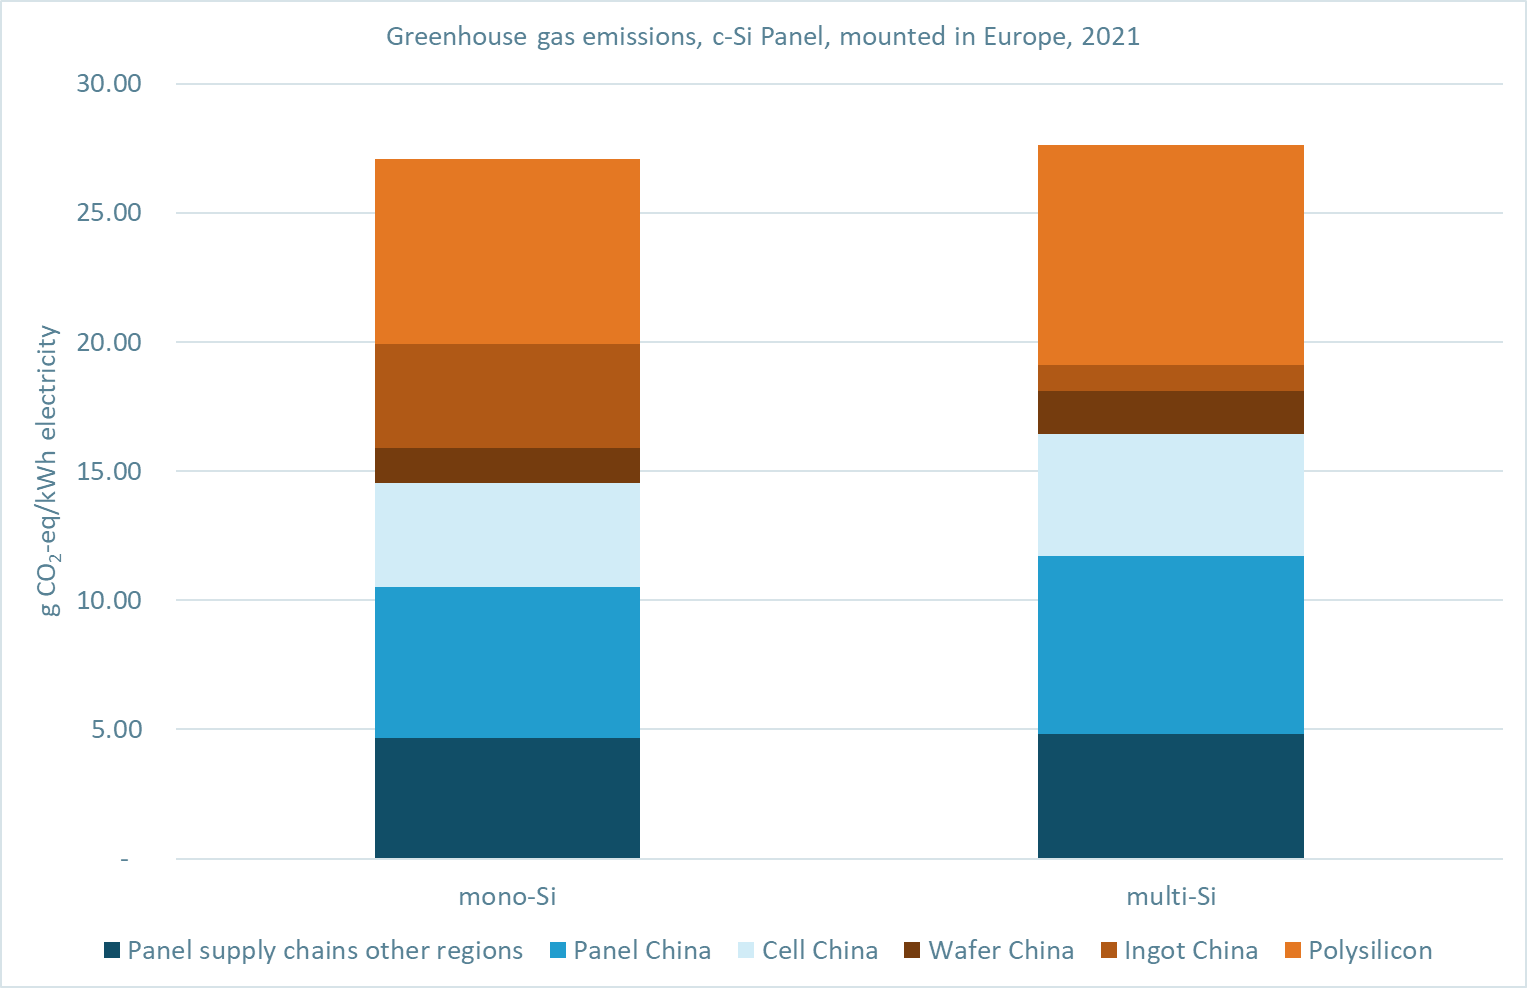 Greenhouse gas emissions, c-Si Panel, mounted in Europe, 2021
30.00
25.00
20.00
15.00
10.00
5.00
-
g CO₂-eq/kWh electricity
mono-Si
multi-Si
Panel supply chains other regions
Panel China
Cell China
Wafer China
Ingot China
Polysilicon